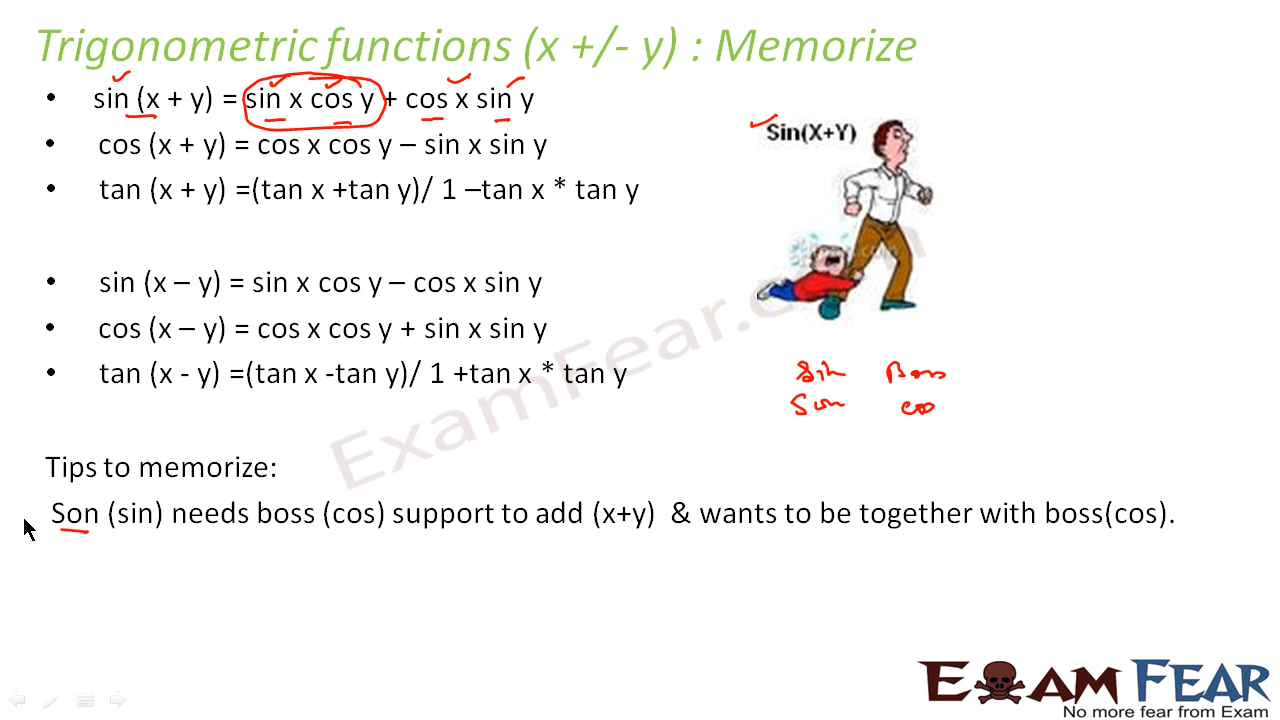 Trigonometric functions (x +/- y) : Memorize
• sin (x + y) = sin x cos y + cos x sin y
• cos (x + y) = cos x cos y – sin x sin y
• tan (x + y) =(tan x +tan y)/ 1 –tan x * tan y
Sin(X+Y)
• sin (x – y) = sin x cos y – cos x sin y
• cos (x – y) = cos x cos y + sin x sin y
• tan (x - y) =(tan x -tan y)/ 1 +tan x * tan y
Sin Boss
Son cos
ExamFear.com
Tips to memorize:
Son (sin) needs boss (cos) support to add (x+y) & wants to be together with boss(cos).
EXAM FEAR
No more fear from Exam